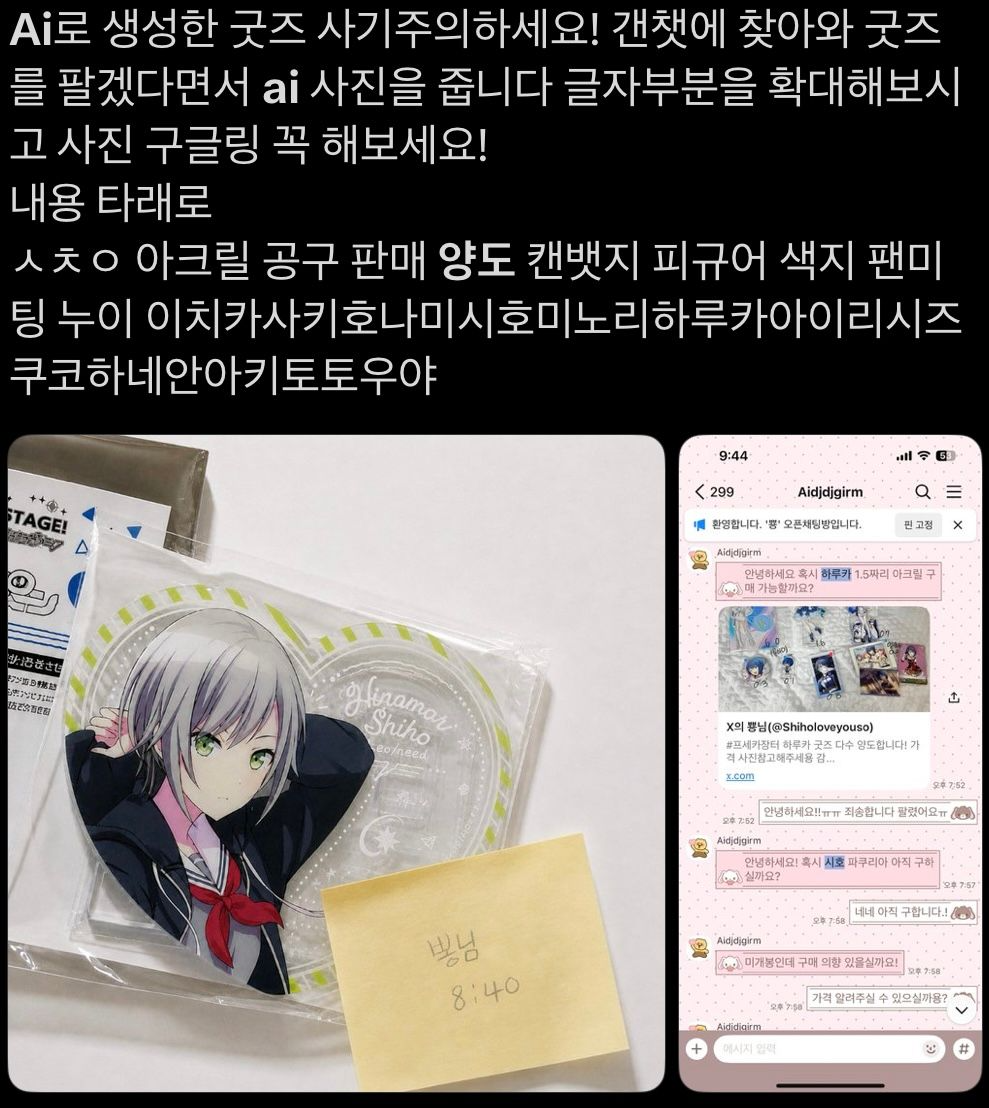 Ai로 생성한 굿즈 사기주의하세요! 갠챗에 찾아와 굿즈
를 팔겠다면서 ai 사진을 줍니다 글자부분을 확대해보시
고 사진 구글링 꼭 해보세요!
내용 타래로
ㅅㅊㅇ 아크릴 공구 판매 양도 캔뱃지 피규어 색지 팬미
팅 누이 이치카사키호나미시호미노리하루카아이리시즈
쿠코하네안아키토토우야
STAGE!
Hinamori
Shiho
Leo/need
뿅님
8:40
9:44
53
299
Aidjdjgirm
환영합니다. '뿅' 오픈채팅방입니다.
핀 고정
Aidjdjgirm
안녕하세요 혹시 하루카 1.5짜리 아크릴 구
매 가능할까요?
X의 뿅님(@Shiholoveyouso)
#프세카장터 하루카 굿즈 다수 양도합니다! 가
격 사진참고해주세용 감...
x.com
오후 7:52
안녕하세요!!ㅠㅠ 죄송합니다 팔렸어요ㅠ
오후 7:52
Aidjdjgirm
안녕하세요! 혹시 시호 파쿠리아 아직 구하
실까요?
오후 7:57
네네 아직 구합니다.!
오후 7:58
Aidjdjgirm
미개봉인데 구매 의향 있을실까요!
오후 7:58
가격 알려주실 수 있으실까용?
오후 7:58
Aidjdjgirm
메시지 입력